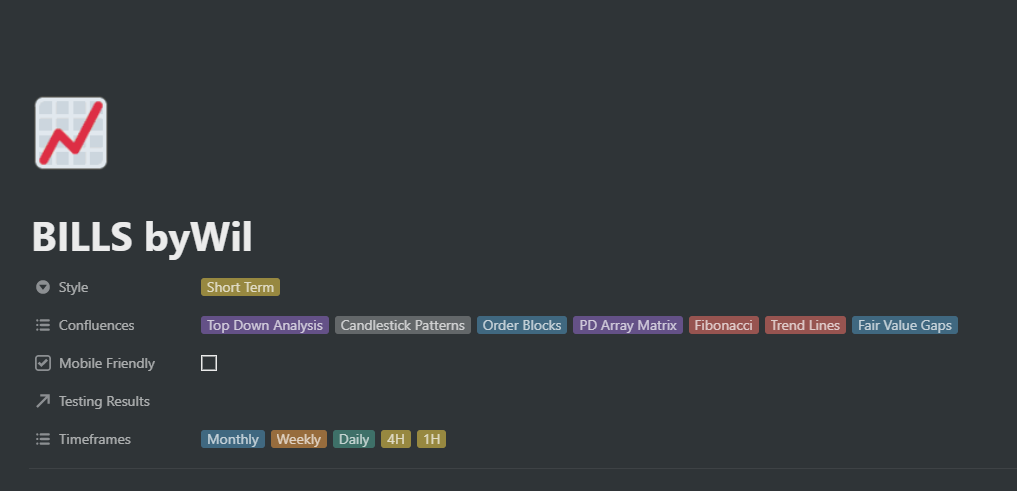 BILLS byWil
Style Short Term
Confluences Top Down Analysis Candlestick Patterns Order Blocks PD Array Matrix Fibonacci Trend Lines Fair Value Gaps
Mobile Friendly
Testing Results
Timeframes Monthly Weekly Daily 4H 1H